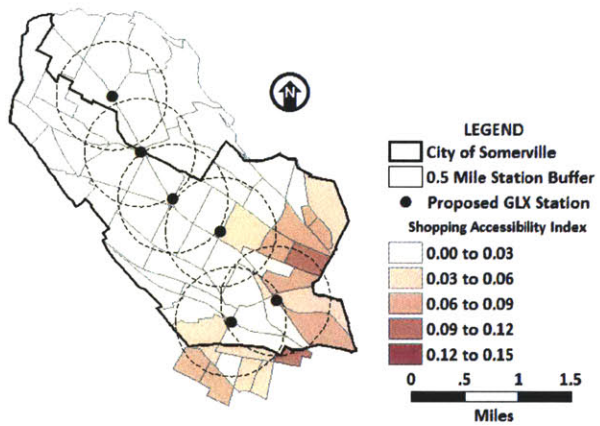 N
LEGEND
City of Somerville
0.5 Mile Station Buffer
Proposed GLX Station
Shopping Accessibility Index
0.00 to 0.03
0.03 to 0.06
0.06 to 0.09
0.09 to 0.12
0.12 to 0.15
0 .5 1 1.5
Miles